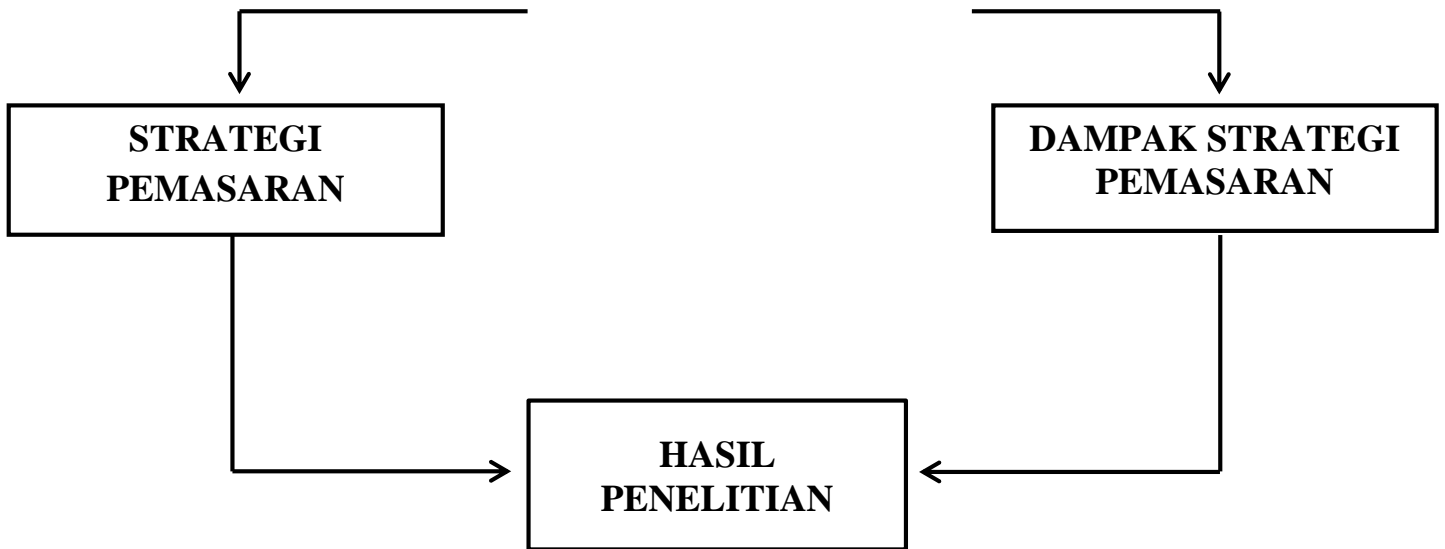 STRATEGI
PEMASARAN
DAMPAK STRATEGI
PEMASARAN
HASIL
PENELITIAN